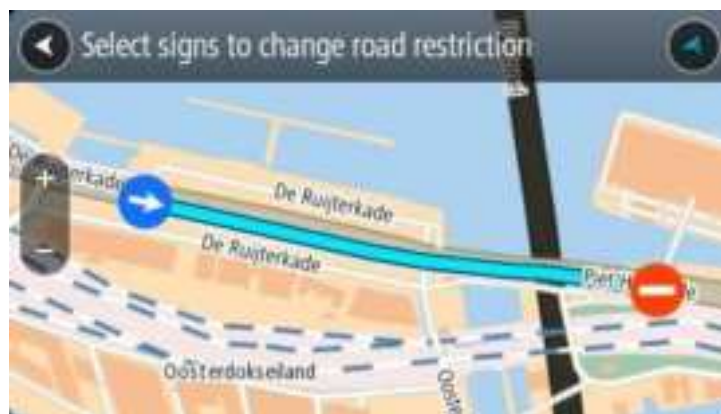 Select signs to change road restriction
De Ruijterkade
De Ruijterkade
Oosterdokseiland